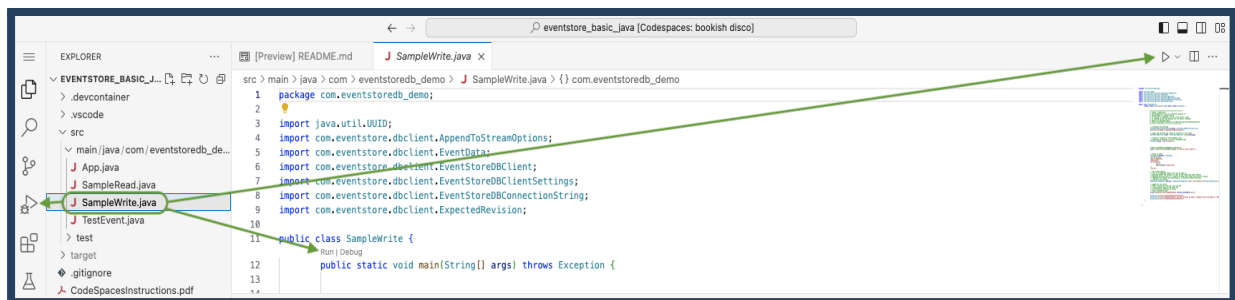 eventstore_basic_java [Codespaces: bookish disco]
EXPLORER
EVENTSTORE_BASIC_J...
.devcontainer
.vscode
src
main/java/com/eventstoredb_de...
App.java
SampleRead.java
SampleWrite.java
TestEvent.java
test
target
.gitignore
CodeSpacesInstructions.pdf
[Preview] README.md
J SampleWrite.java
src > main > java > com > eventstoredb_demo > J SampleWrite.java > {} com.eventstoredb_demo
1 package com.eventstoredb_demo;
2
3 import java.util.UUID;
4 import com.eventstore.dbclient.AppendToStreamOptions;
5 import com.eventstore.dbclient.EventData;
6 import com.eventstore.dbclient.EventStoreDBClient;
7 import com.eventstore.dbclient.EventStoreDBClientSettings;
8 import com.eventstore.dbclient.EventStoreDBConnectionString;
9 import com.eventstore.dbclient.ExpectedRevision;
10
11 public class SampleWrite {
Run | Debug
12 public static void main(String[] args) throws Exception {
13
14